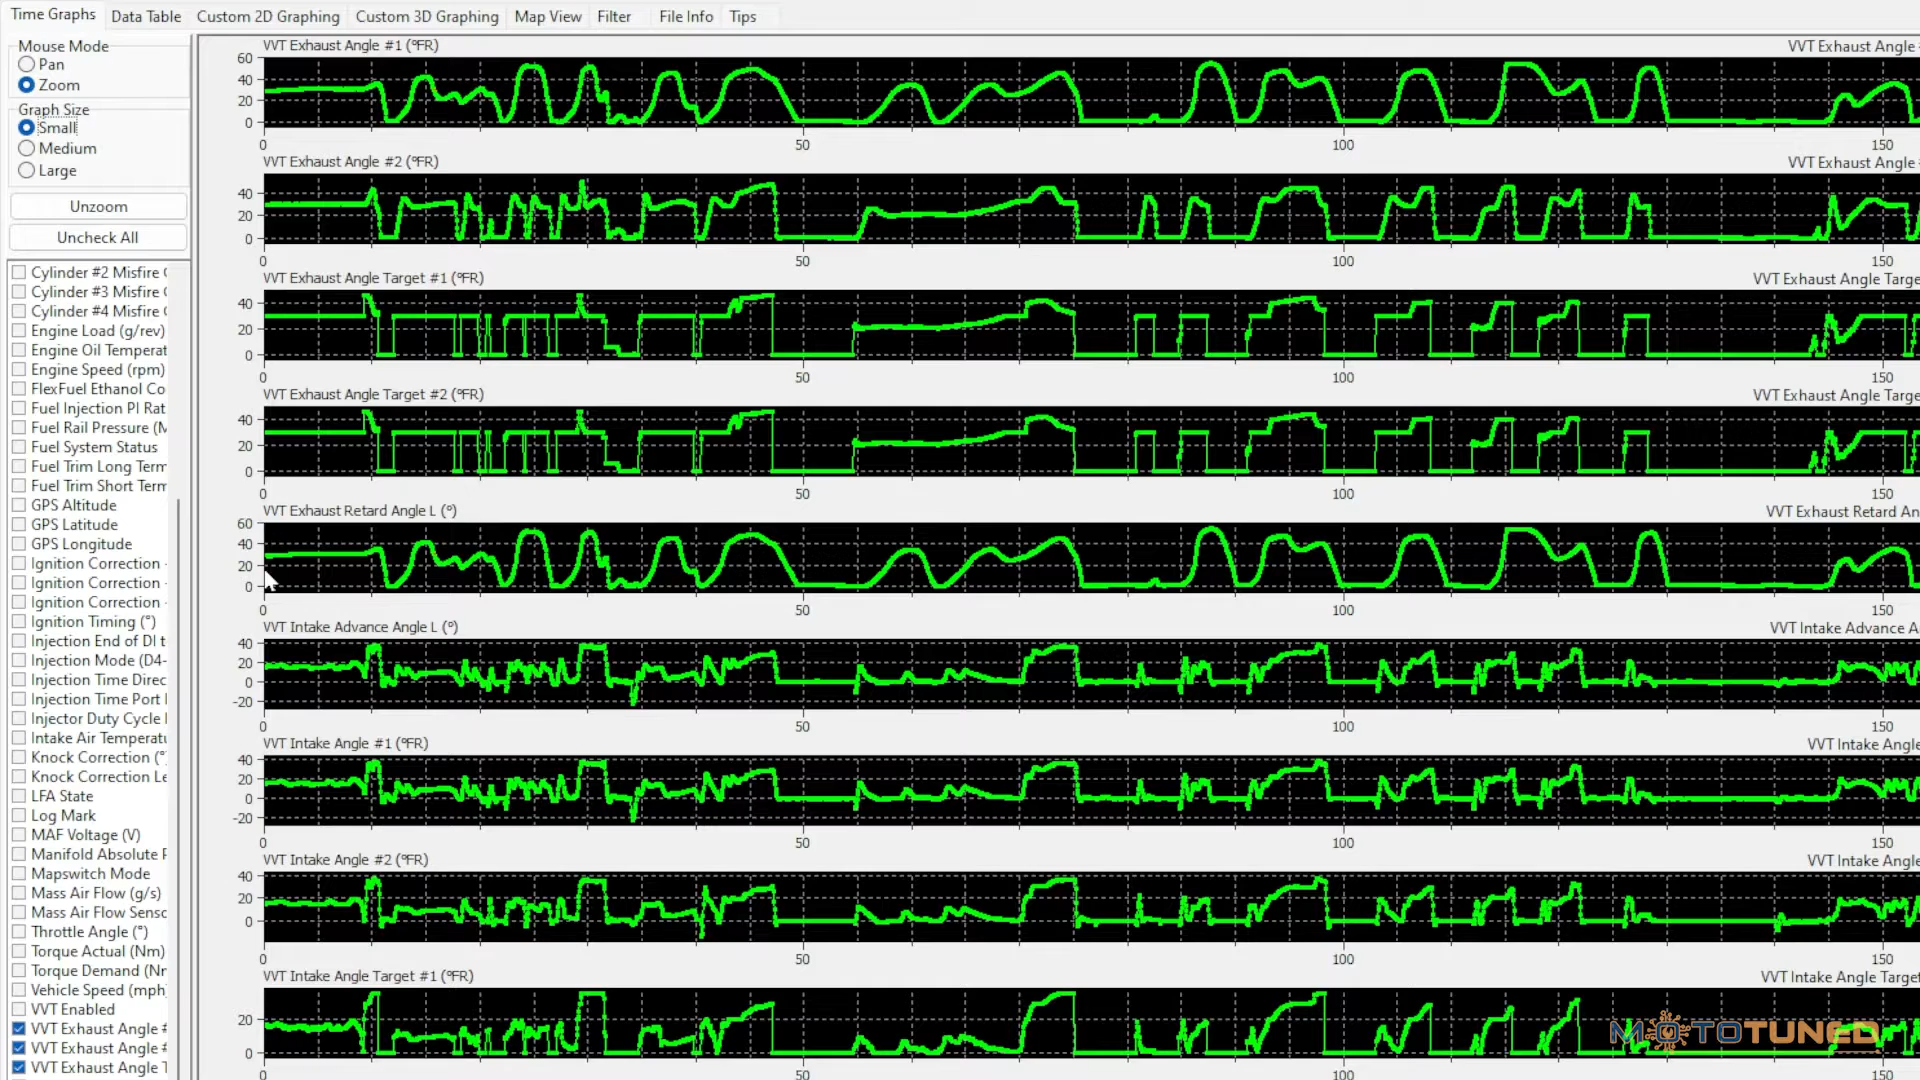 Time Graphs
Data Table
Custom 2D Graphing
Custom 3D Graphing
Map View
Filter
File Info
Tips
Mouse Mode
Pan
Zoom
Graph Size
Small
Medium
Large
Unzoom
Uncheck All
Cylinder #2 Misfire
Cylinder #3 Misfire
Cylinder #4 Misfire
Engine Load (g/rev)
Engine Oil Temperat
Engine Speed (rpm)
FlexFuel Ethanol Co
Fuel Injection PI Rat
Fuel Rail Pressure (M
Fuel System Status
Fuel Trim Long Term
Fuel Trim Short Term
GPS Altitude
GPS Latitude
GPS Longitude
Ignition Correction
Ignition Correction
Ignition Correction
Ignition Timing (°)
Injection End of DI t
Injection Mode (D4-
Injection Time Direc
Injection Time Port I
Injector Duty Cycle
Intake Air Temperatu
Knock Correction (°
Knock Correction Le
LFA State
Log Mark
MAF Voltage (V)
Manifold Absolute P
Mapswitch Mode
Mass Air Flow (g/s)
Mass Air Flow Senso
Throttle Angle (°)
Torque Actual (Nm)
Torque Demand (Nr
Vehicle Speed (mph
VVT Enabled
VVT Exhaust Angle #
VVT Exhaust Angle #
VVT Exhaust Angle T
VVT Exhaust Angle #1 (°FR)
VVT Exhaust Angle
60
40
20
0
0 50 100 150
VVT Exhaust Angle #2 (°FR)
VVT Exhaust Angle
40
20
0
0 50 100 150
VVT Exhaust Angle Target #1 (°FR)
VVT Exhaust Angle Targe
40
20
0
0 50 100 150
VVT Exhaust Angle Target #2 (°FR)
VVT Exhaust Angle Targe
40
20
0
0 50 100 150
VVT Exhaust Retard Angle L (°)
VVT Exhaust Retard An
60
40
20
0
0 50 100 150
VVT Intake Advance Angle L (°)
VVT Intake Advance A
40
20
0
-20
0 50 100 150
VVT Intake Angle #1 (°FR)
VVT Intake Angle
40
20
0
-20
0 50 100 150
VVT Intake Angle #2 (°FR)
VVT Intake Angle
40
20
0
0 50 100 150
VVT Intake Angle Target #1 (°FR)
VVT Intake Angle Target
20
0
0 50 100 150
MOTOTUNED